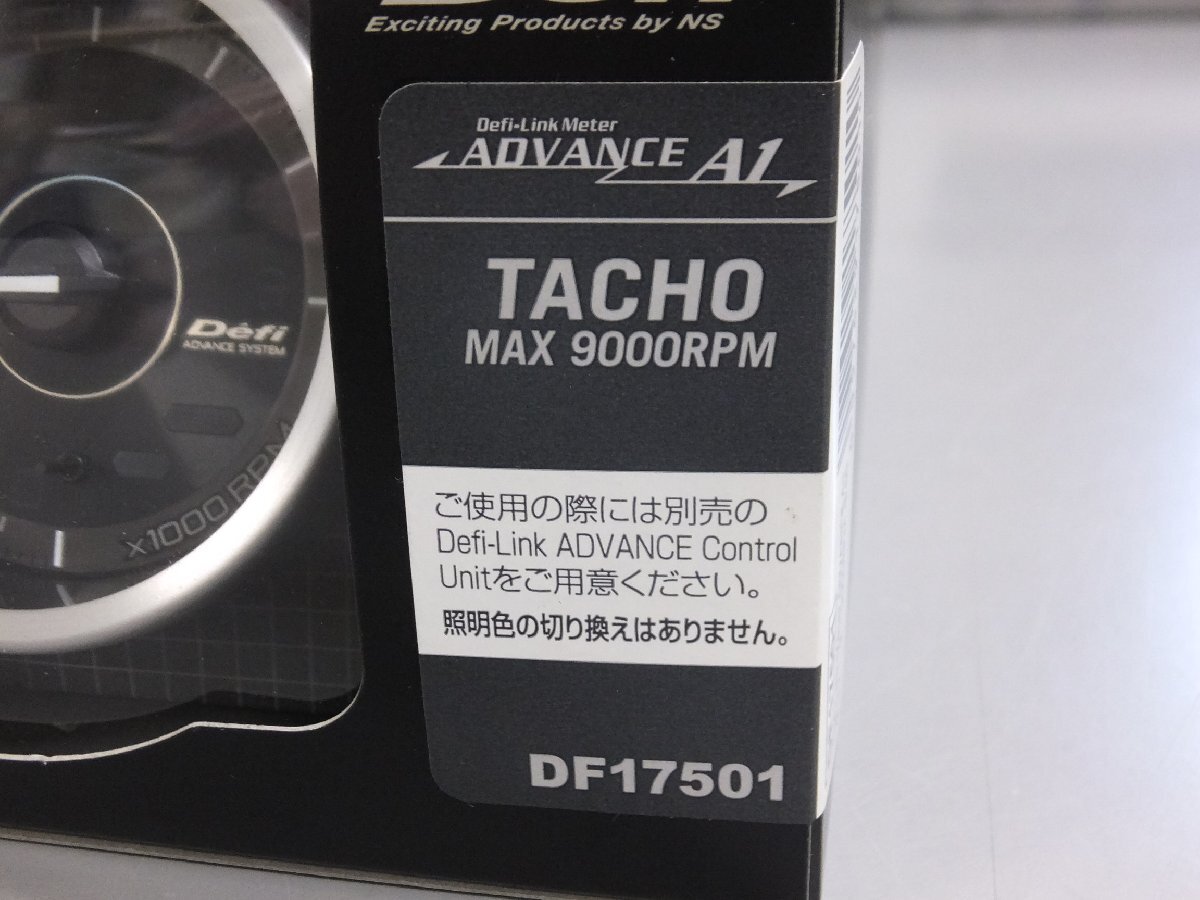 Exciting Products by NS
Defi-Link Meter
ADVANCE A1
TACHO
MAX 9000RPM
Defi
ADVANCE SYSTEM
x1000 RPM
ご使用の際には別売の
Defi-Link ADVANCE Control
Unitをご用意ください。
照明色の切り換えはありません。
DF17501